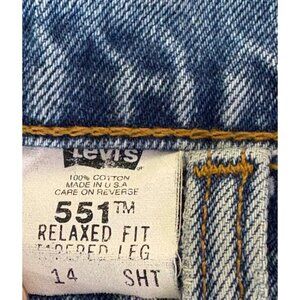 Levi's
100% COTTON
MADE IN U.S.A
CARE ON REVERSE
551™
RELAXED FIT
TAPERED LEG
14 SHT